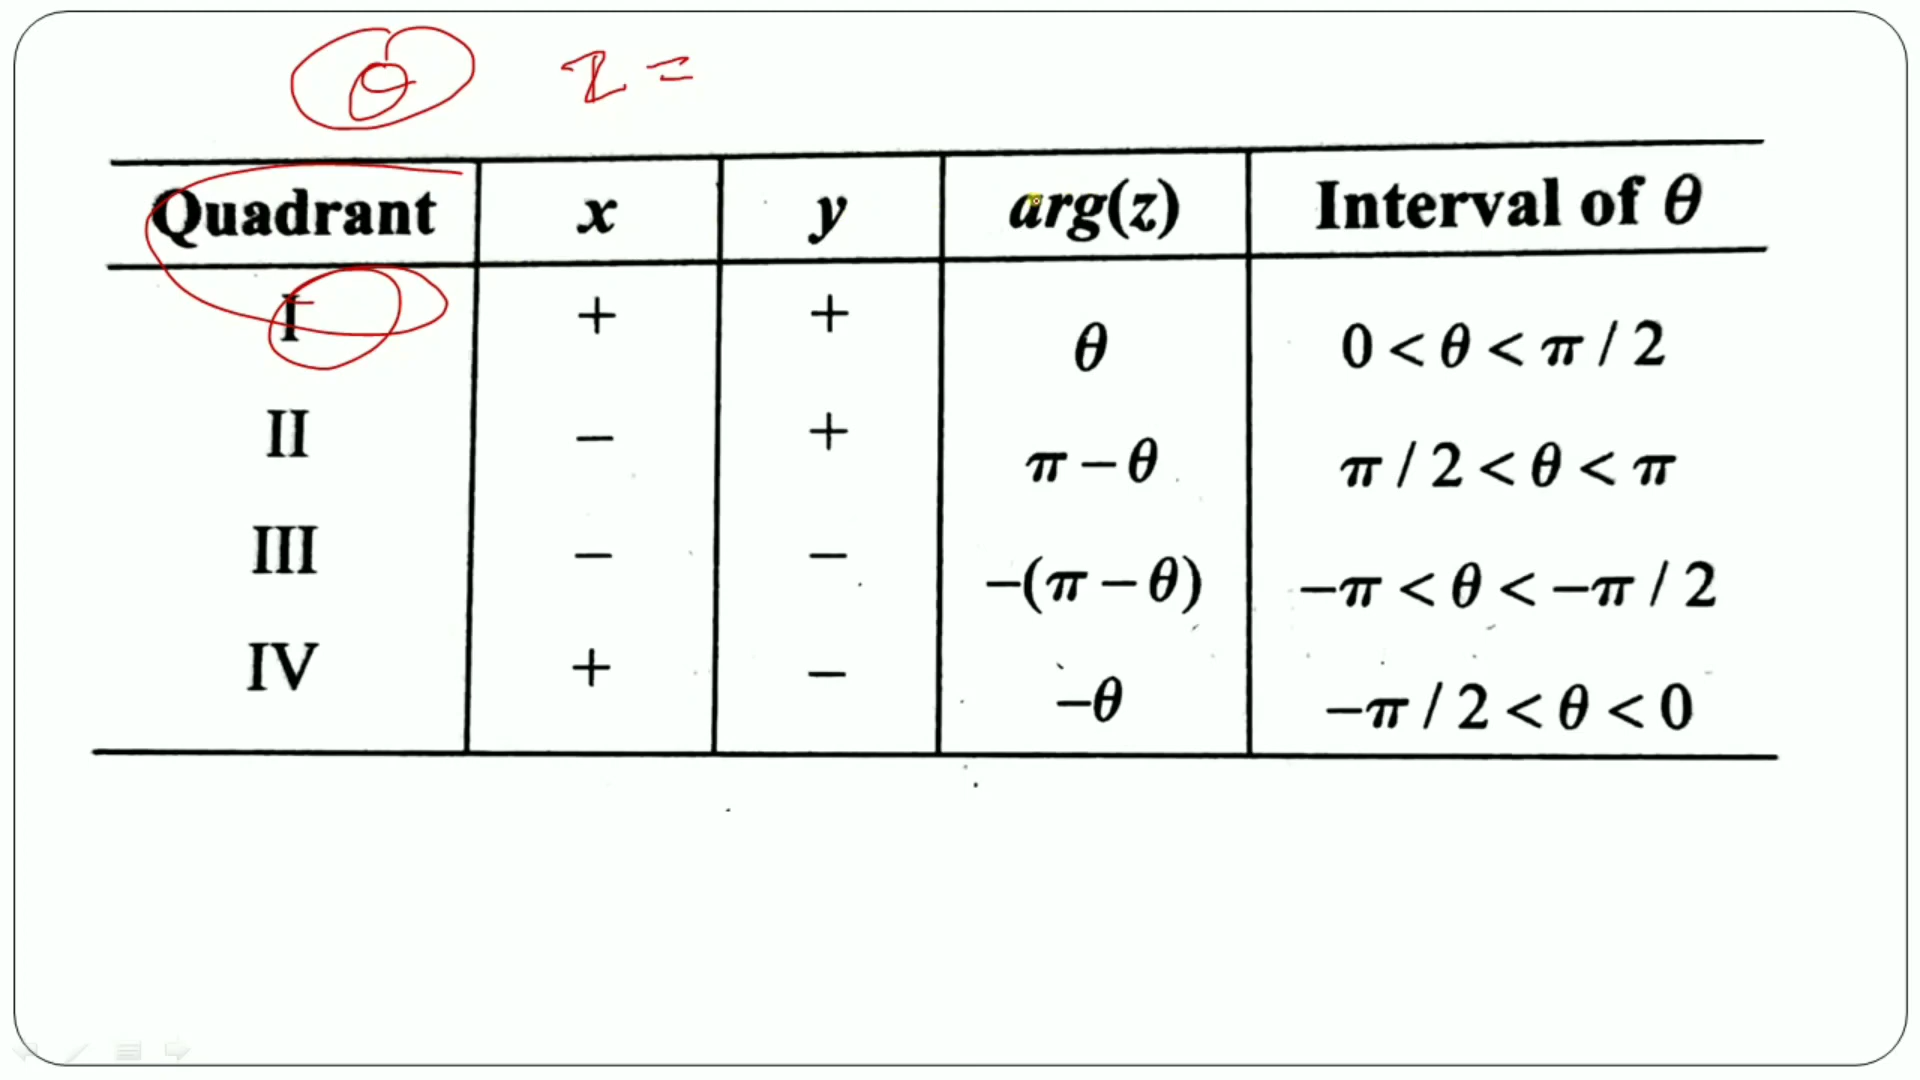 θ z =
Quadrant x y arg(z) Interval of θ
I + + θ 0 < θ < π / 2
II − + π − θ π / 2 < θ < π
III − − −(π − θ) −π < θ < −π / 2
IV + − −θ −π / 2 < θ < 0